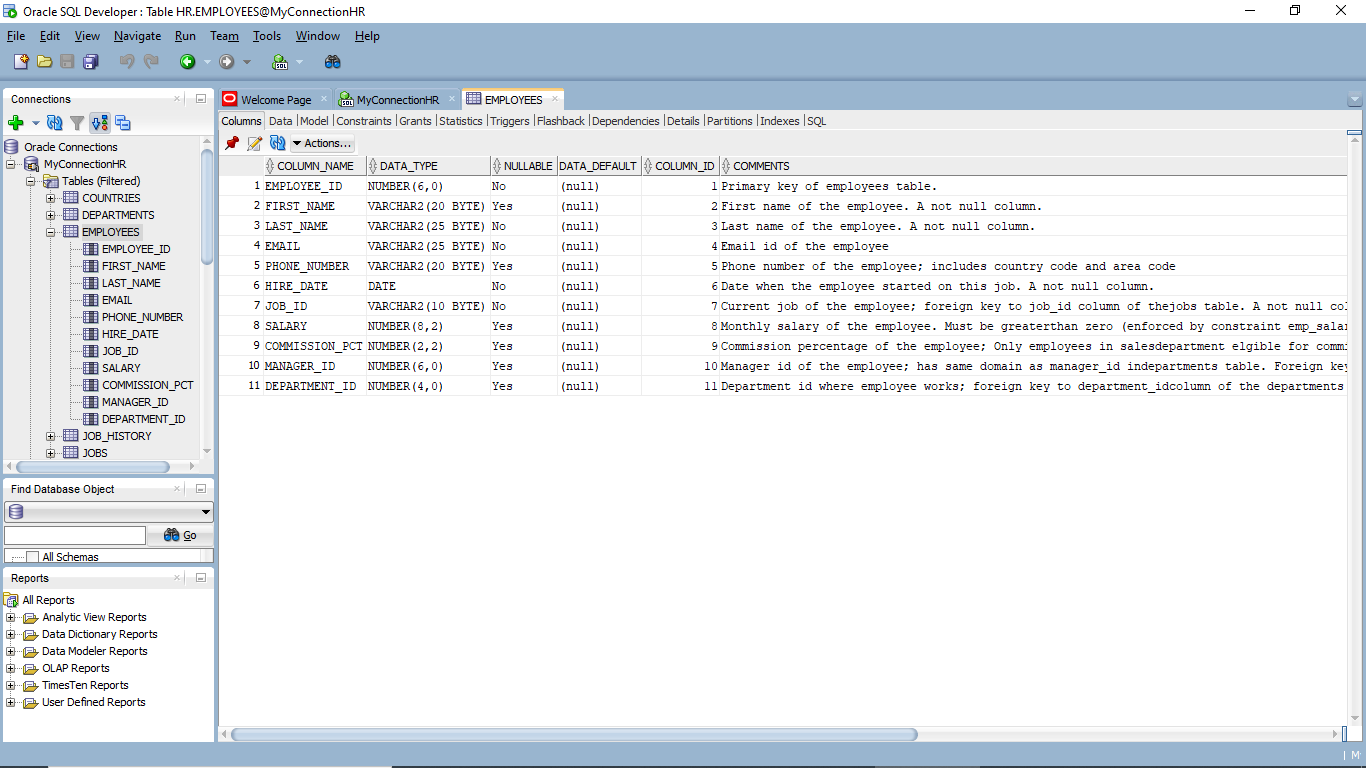 Oracle SQL Developer : Table HR.EMPLOYEES@MyConnectionHR
File Edit View Navigate Run Team Tools Window Help
Connections
Oracle Connections
MyConnectionHR
Tables (Filtered)
COUNTRIES
DEPARTMENTS
EMPLOYEES
EMPLOYEE_ID
FIRST_NAME
LAST_NAME
EMAIL
PHONE_NUMBER
HIRE_DATE
JOB_ID
SALARY
COMMISSION_PCT
MANAGER_ID
DEPARTMENT_ID
JOB_HISTORY
JOBS
Find Database Object
Go
All Schemas
Reports
All Reports
Analytic View Reports
Data Dictionary Reports
Data Modeler Reports
OLAP Reports
TimesTen Reports
User Defined Reports
Welcome Page MyConnectionHR EMPLOYEES
Columns Data |Model |Constraints |Grants |Statistics |Triggers |Flashback |Dependencies |Details |Partitions |Indexes |SQL
Actions...
COLUMN_NAME DATA_TYPE NULLABLE DATA_DEFAULT COLUMN_ID COMMENTS
1 EMPLOYEE_ID NUMBER(6,0) No (null) 1 Primary key of employees table.
2 FIRST_NAME VARCHAR2(20 BYTE) Yes (null) 2 First name of the employee. A not null column.
3 LAST_NAME VARCHAR2(25 BYTE) No (null) 3 Last name of the employee. A not null column.
4 EMAIL VARCHAR2(25 BYTE) No (null) 4 Email id of the employee
5 PHONE_NUMBER VARCHAR2(20 BYTE) Yes (null) 5 Phone number of the employee; includes country code and area code
6 HIRE_DATE DATE No (null) 6 Date when the employee started on this job. A not null column.
7 JOB_ID VARCHAR2(10 BYTE) No (null) 7 Current job of the employee; foreign key to job_id column of thejobs table. A not null col
8 SALARY NUMBER(8,2) Yes (null) 8 Monthly salary of the employee. Must be greaterthan zero (enforced by constraint emp_salar
9 COMMISSION_PCT NUMBER(2,2) Yes (null) 9 Commission percentage of the employee; Only employees in salesdepartment elgible for commi
10 MANAGER_ID NUMBER(6,0) Yes (null) 10 Manager id of the employee; has same domain as manager_id indepartments table. Foreign key
11 DEPARTMENT_ID NUMBER(4,0) Yes (null) 11 Department id where employee works; foreign key to department_idcolumn of the departments
M